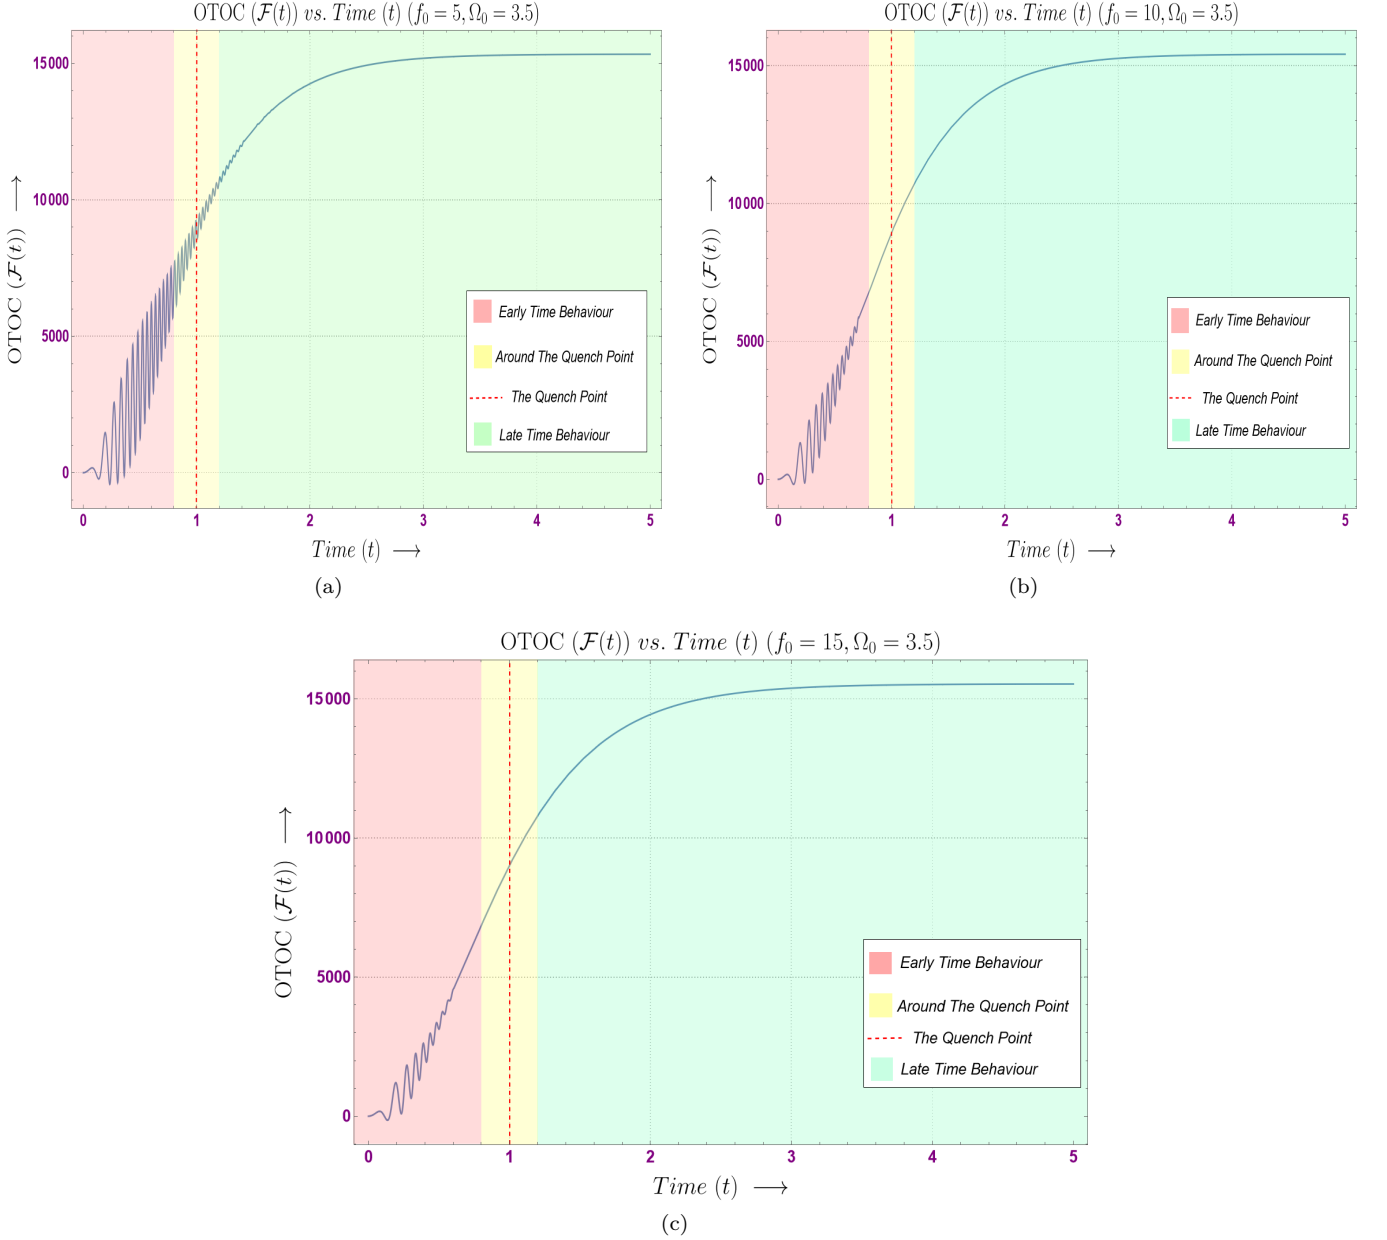 OTOC (ℱ(t)) vs. Time (t) (f₀ = 5, Ω₀ = 3.5)
15000
10000
5000
0
OTOC (ℱ(t)) ⟶
0 1 2 3 4 5
Time (t) ⟶
Early Time Behaviour
Around The Quench Point
The Quench Point
Late Time Behaviour
(a)
OTOC (ℱ(t)) vs. Time (t) (f₀ = 10, Ω₀ = 3.5)
15000
10000
5000
0
OTOC (ℱ(t)) ⟶
0 1 2 3 4 5
Time (t) ⟶
Early Time Behaviour
Around The Quench Point
The Quench Point
Late Time Behaviour
(b)
OTOC (ℱ(t)) vs. Time (t) (f₀ = 15, Ω₀ = 3.5)
15000
10000
5000
0
OTOC (ℱ(t)) ⟶
0 1 2 3 4 5
Time (t) ⟶
Early Time Behaviour
Around The Quench Point
The Quench Point
Late Time Behaviour
(c)